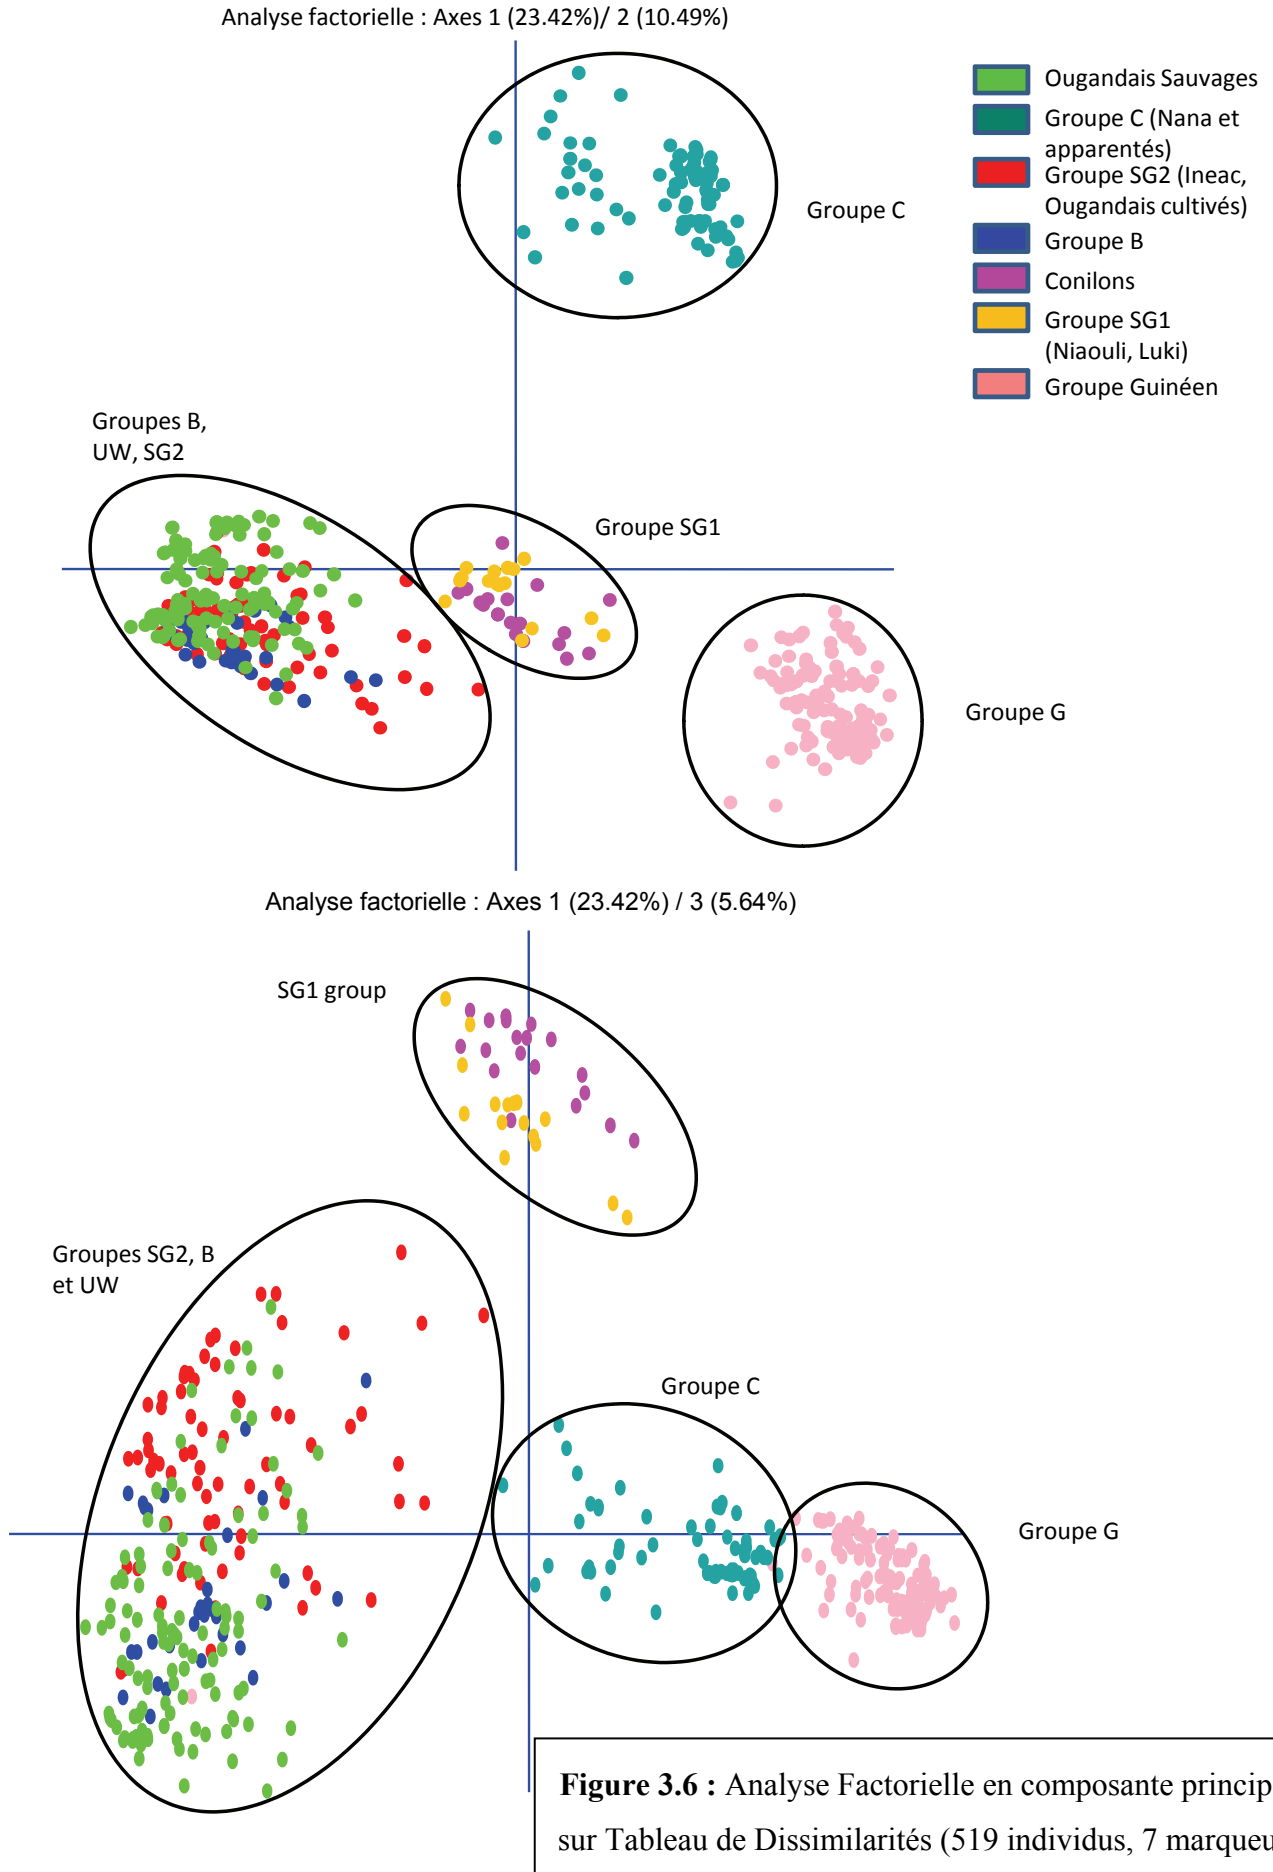 Analyse factorielle : Axes 1 (23.42%)/ 2 (10.49%)
Ougandais Sauvages
Groupe C (Nana et
apparentés)
Groupe SG2 (Ineac,
Ougandais cultivés)
Groupe B
Conilons
Groupe SG1
(Niaouli, Luki)
Groupe Guinéen
Groupe C
Groupes B,
UW, SG2
Groupe SG1
Groupe G
Analyse factorielle : Axes 1 (23.42%) / 3 (5.64%)
SG1 group
Groupes SG2, B
et UW
Groupe C
Groupe G
Figure 3.6 : Analyse Factorielle en composante princip
sur Tableau de Dissimilarités (519 individus, 7 marqueu